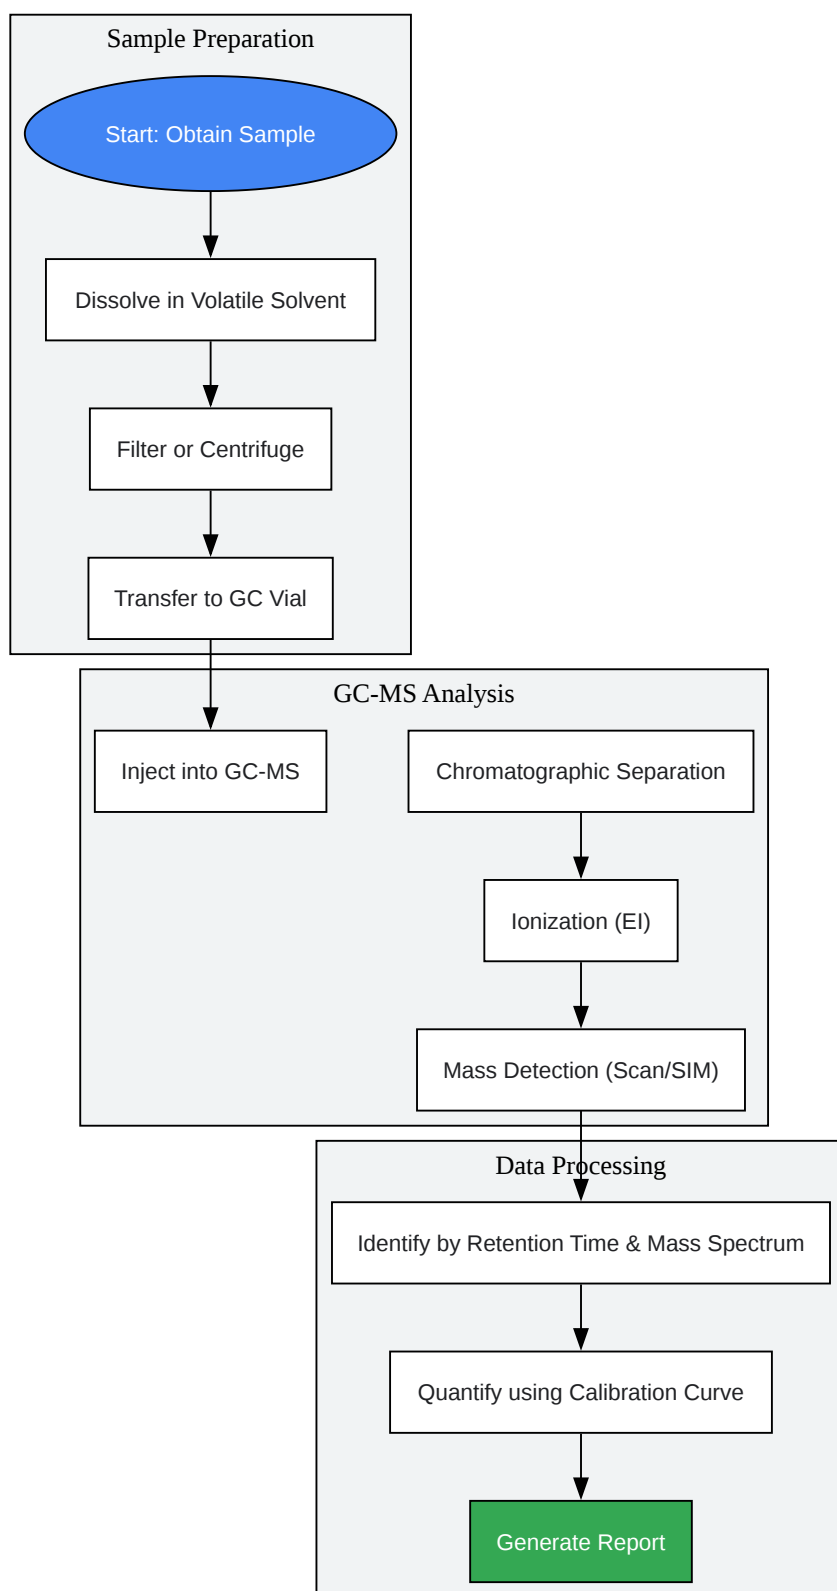 Sample Preparation
Start: Obtain Sample
Dissolve in Volatile Solvent
Filter or Centrifuge
Transfer to GC Vial
GC-MS Analysis
Inject into GC-MS
Chromatographic Separation
Ionization (EI)
Mass Detection (Scan/SIM)
Data Processing
Identify by Retention Time & Mass Spectrum
Quantify using Calibration Curve
Generate Report